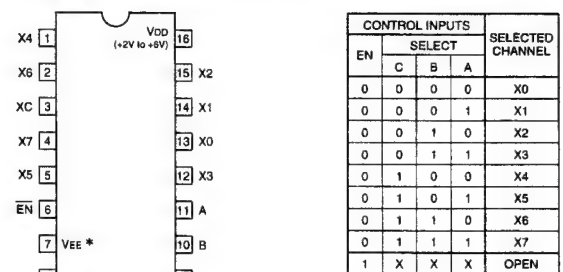 X4 1 VDD 16
(+2V to +6V)
X6 2 15 X2
XC 3 14 X1
X7 4 13 X0
X5 5 12 X3
EN 6 11 A
7 VEE * 10 B
CONTROL INPUTS SELECTED CHANNEL
EN SELECT
C B A
0 0 0 0 X0
0 0 0 1 X1
0 0 1 0 X2
0 0 1 1 X3
0 1 0 0 X4
0 1 0 1 X5
0 1 1 0 X6
0 1 1 1 X7
1 X X X OPEN